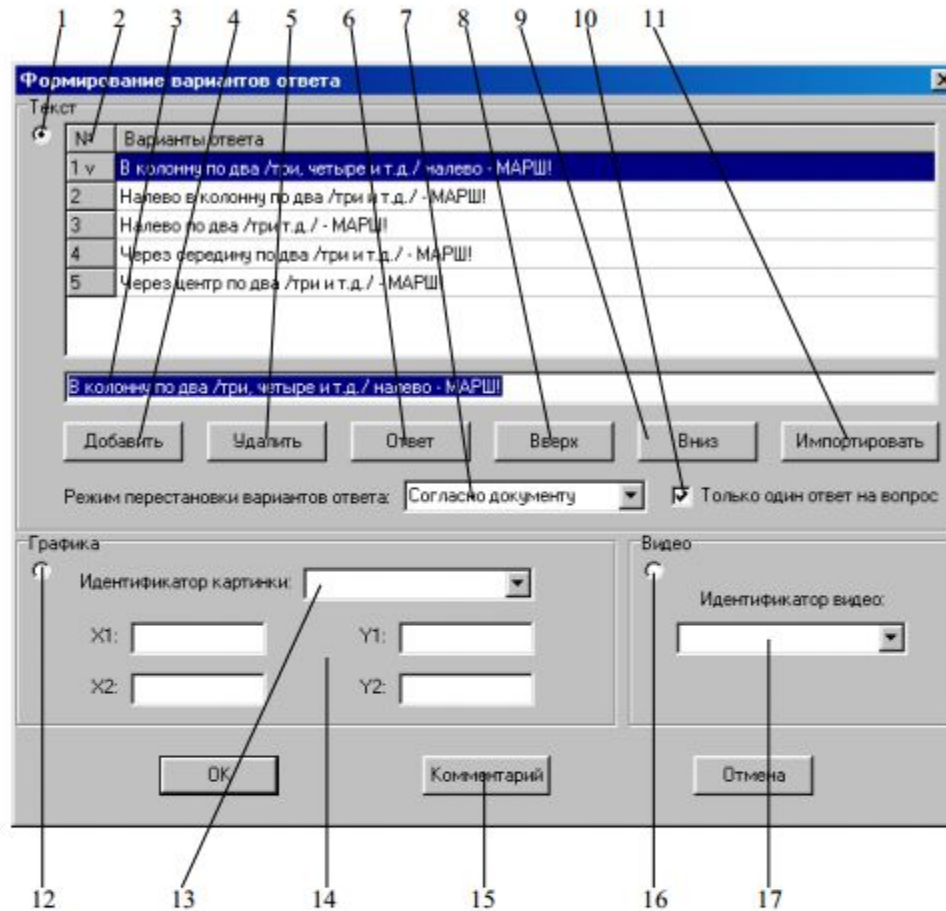 1 2 3 4 5 6 7 8 9 10 11
Формирование вариантов ответа
Текст
№ Варианты ответа
1 v В колонну по два /три, четыре и т.д./ налево - МАРШ!
2 Налево в колонну по два /три и т.д./ - МАРШ!
3 Налево по два /три т.д./ - МАРШ!
4 Через середину по два /три и т.д./ - МАРШ!
5 Через центр по два /три и т.д./ - МАРШ!
В колонну по два /три, четыре и т.д./ налево - МАРШ!
Добавить Удалить Ответ Вверх Вниз Импортировать
Режим перестановки вариантов ответа: Согласно документу Только один ответ на вопрос
Графика Видео
Идентификатор картинки: Идентификатор видео:
X1: Y1:
X2: Y2:
OK Комментарий Отмена
12 13 14 15 16 17